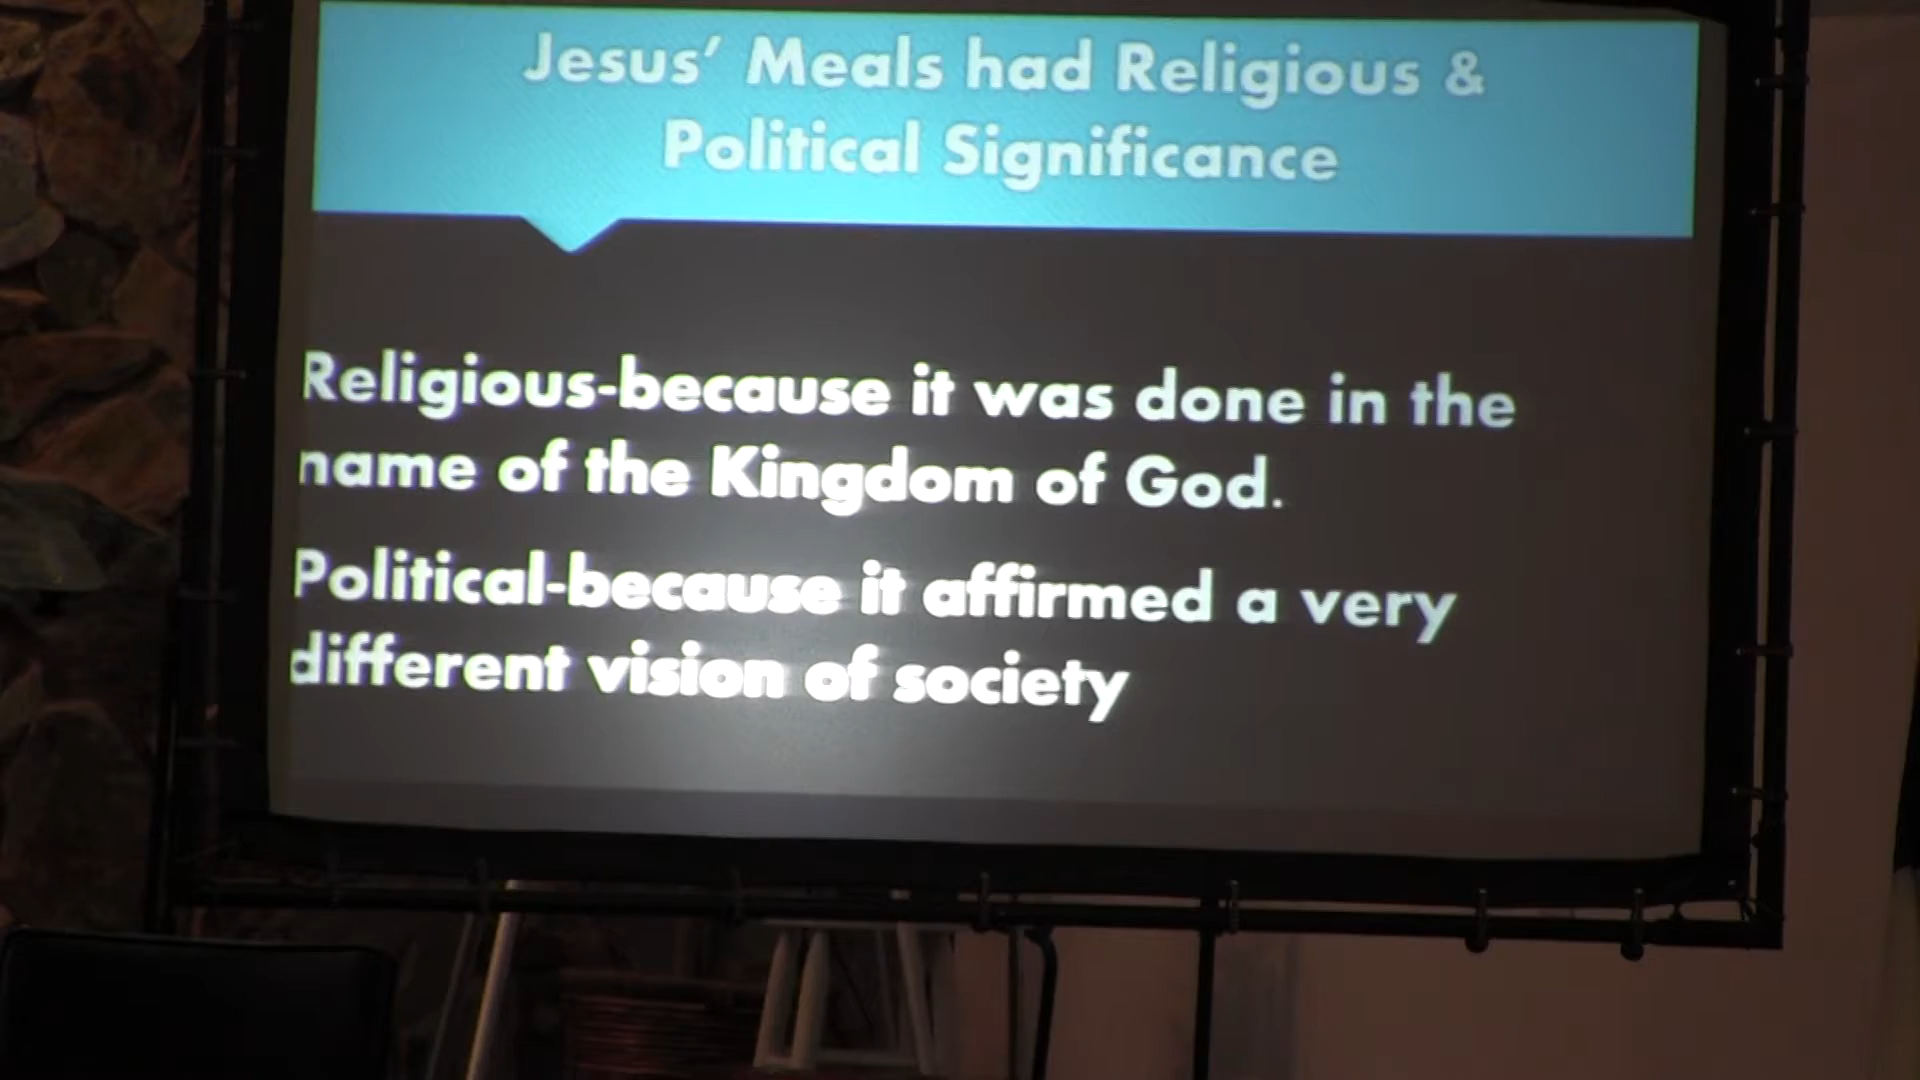 Jesus’ Meals had Religious &
Political Significance
Religious-because it was done in the
name of the Kingdom of God.
Political-because it affirmed a very
different vision of society